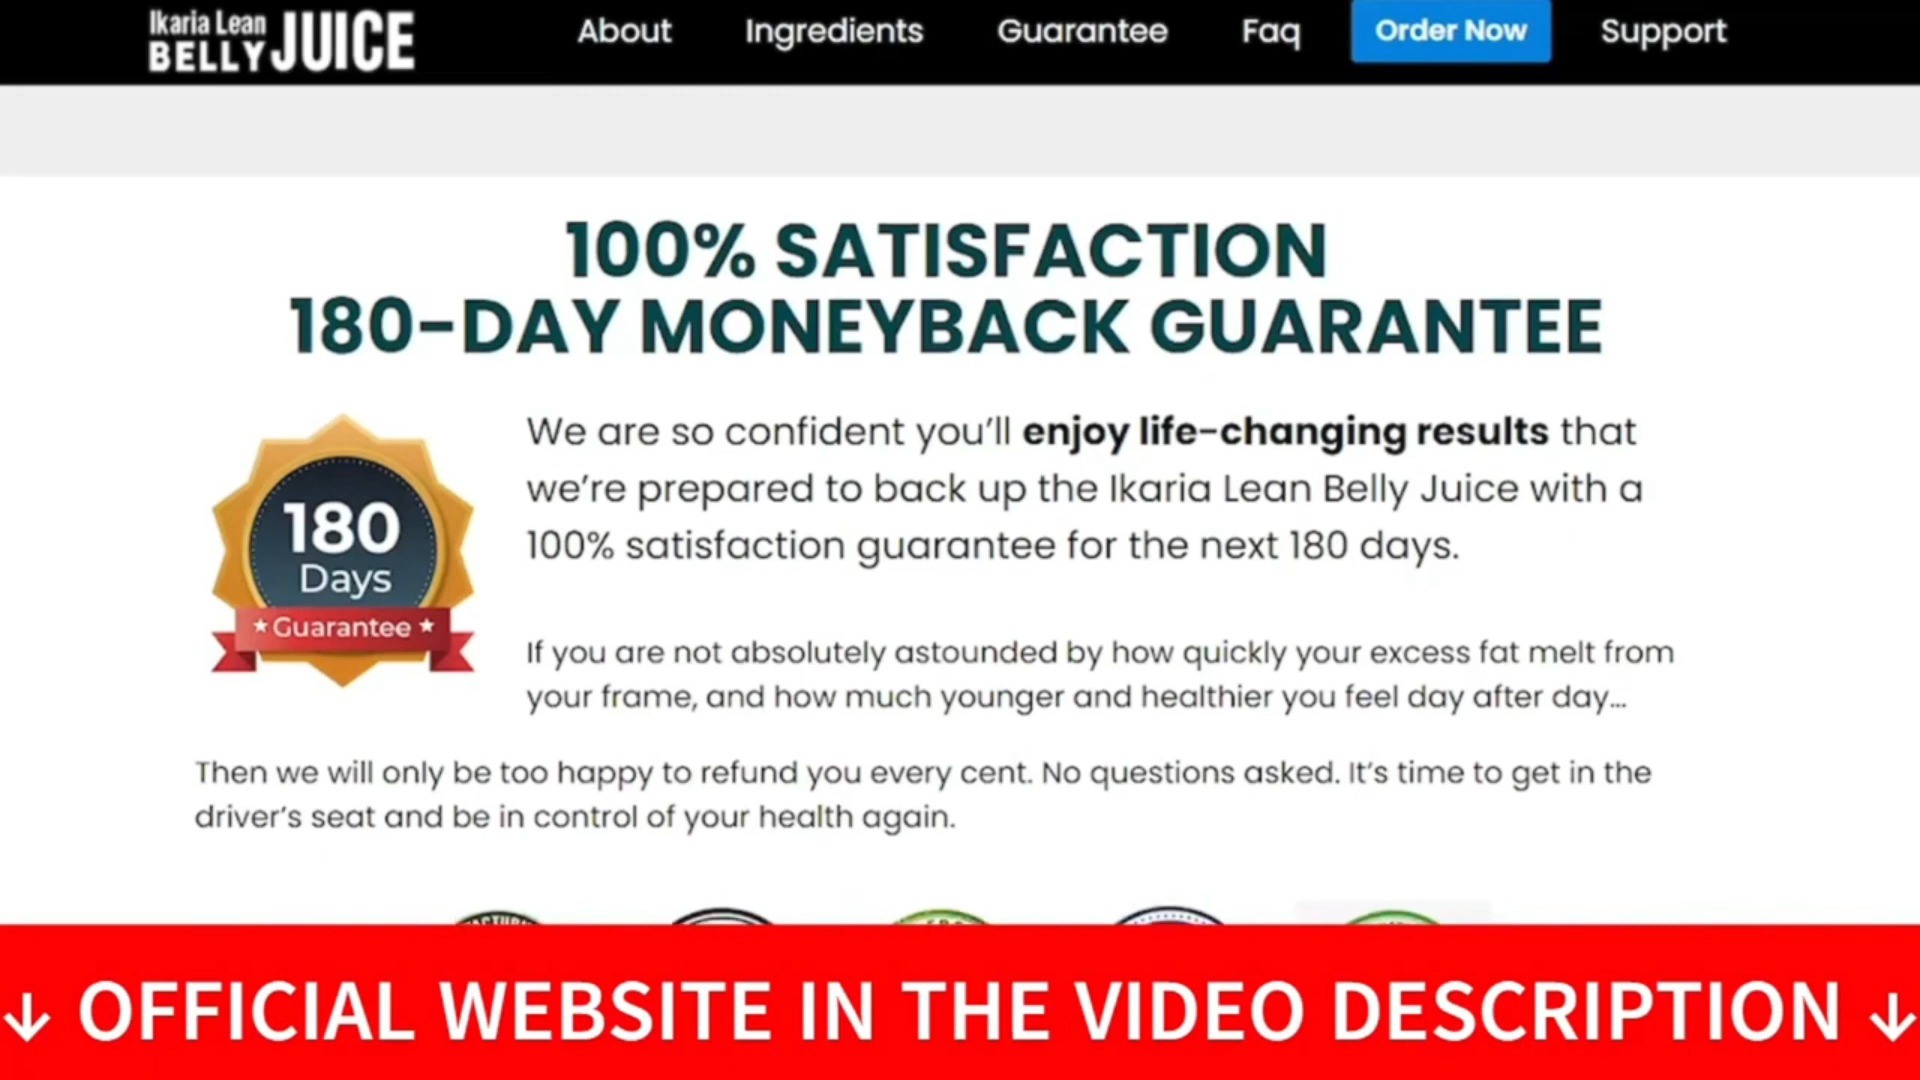 Ikaria Lean
BELLY JUICE
About
Ingredients
Guarantee
Faq
Order Now
Support
100% SATISFACTION
180-DAY MONEYBACK GUARANTEE
180
Days
Guarantee
We are so confident you'll enjoy life-changing results that
we're prepared to back up the Ikaria Lean Belly Juice with a
100% satisfaction guarantee for the next 180 days.
If you are not absolutely astounded by how quickly your excess fat melt from
your frame, and how much younger and healthier you feel day after day...
Then we will only be too happy to refund you every cent. No questions asked. It's time to get in the
driver's seat and be in control of your health again.
↓ OFFICIAL WEBSITE IN THE VIDEO DESCRIPTION ↓